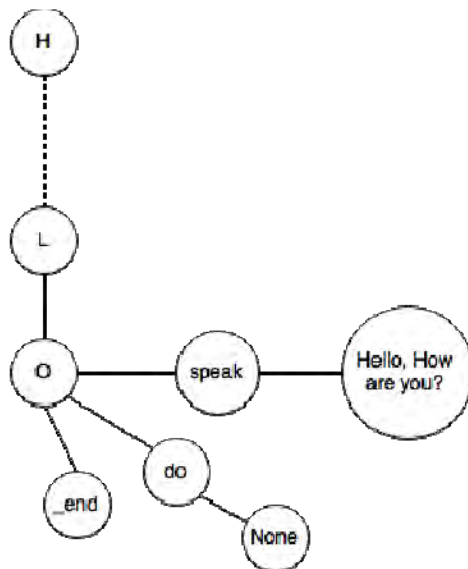 H
L
O
speak
Hello, How
are you?
do
_end
None